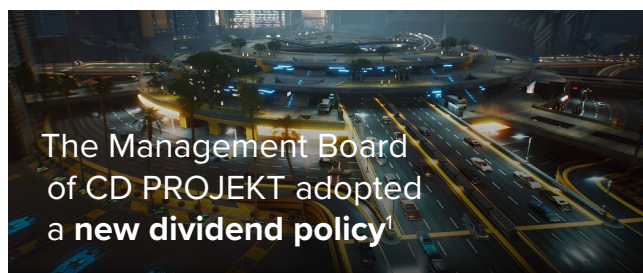 The Management Board
of CD PROJEKT adopted
a new dividend policy¹